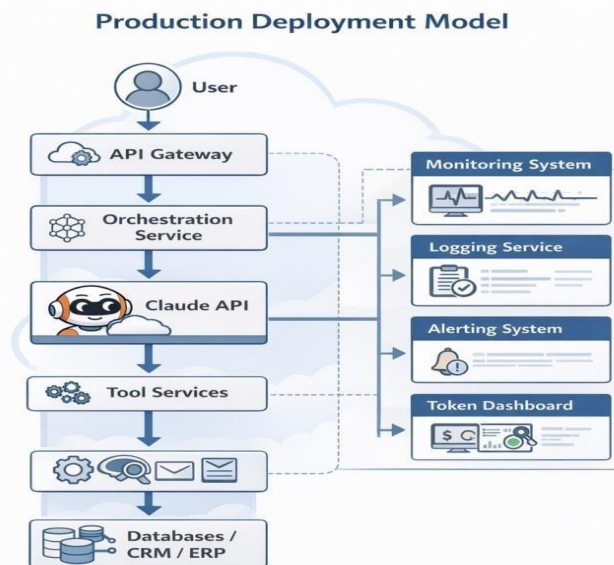 Production Deployment Model
User
API Gateway
Orchestration
Service
Claude API
Tool Services
Databases /
CRM / ERP
Monitoring System
Logging Service
Alerting System
Token Dashboard
$ C